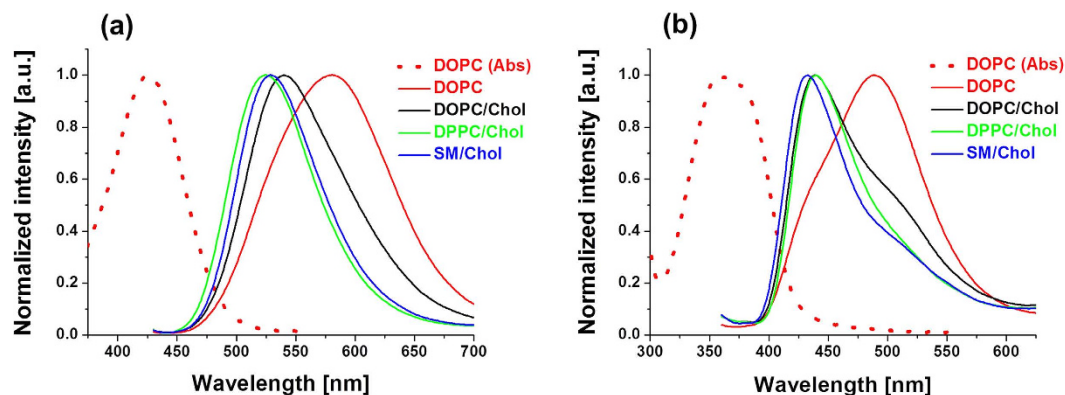 (a)
Normalized intensity [a.u.]
1.0
0.8
0.6
0.4
0.2
0.0
400 450 500 550 600 650 700
Wavelength [nm]
DOPC (Abs)
DOPC
DOPC/Chol
DPPC/Chol
SM/Chol
(b)
Normalized intensity [a.u.]
1.0
0.8
0.6
0.4
0.2
0.0
300 350 400 450 500 550 600
Wavelength [nm]
DOPC (Abs)
DOPC
DOPC/Chol
DPPC/Chol
SM/Chol